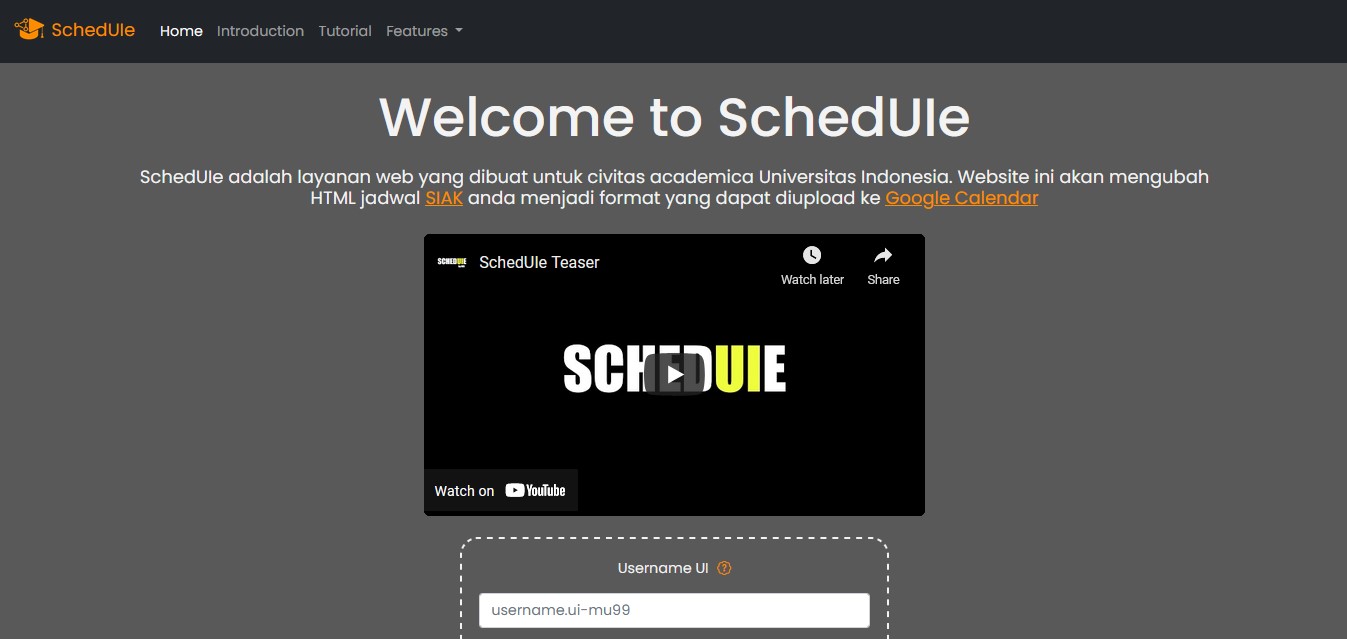 SchedUIe
Home Introduction Tutorial Features
Welcome to SchedUIe
SchedUIe adalah layanan web yang dibuat untuk civitas academica Universitas Indonesia. Website ini akan mengubah
HTML jadwal SIAK anda menjadi format yang dapat diupload ke Google Calendar
SCHEDUIE
SchedUIe Teaser
Watch later
Share
SCHEDUIE
Watch on YouTube
Username UI
username.ui-mu99